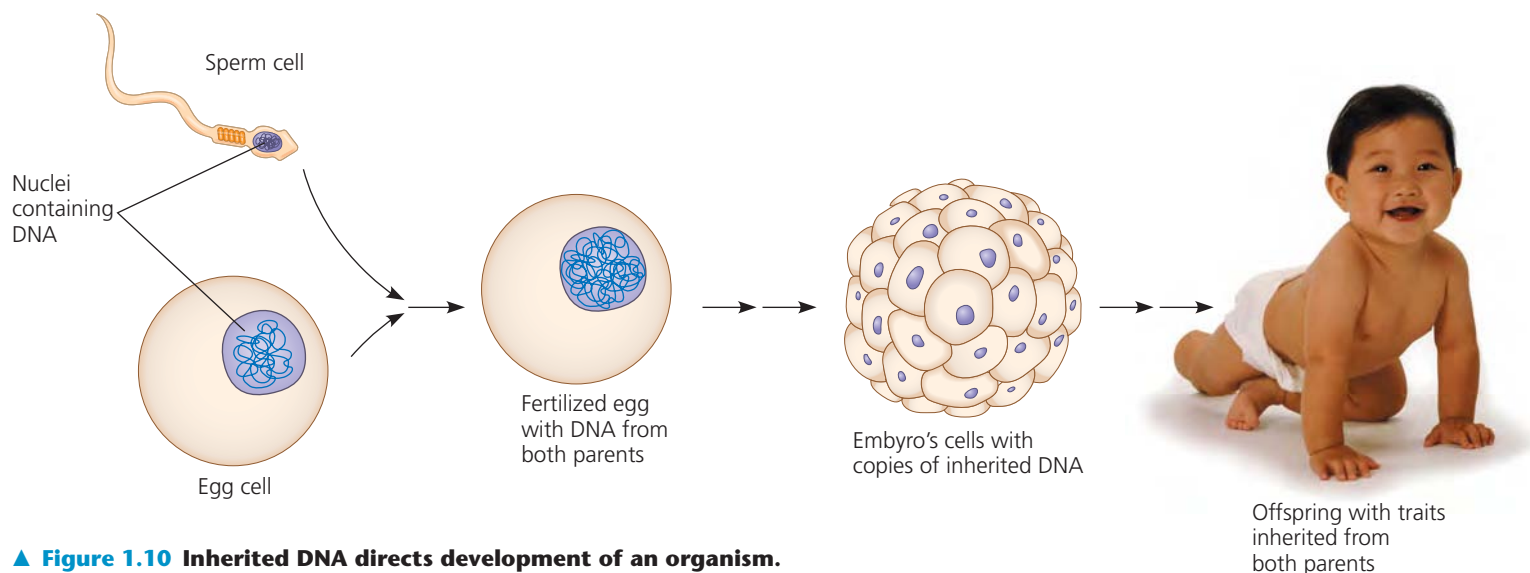 Sperm cell
Nuclei
containing
DNA
Egg cell
Fertilized egg
with DNA from
both parents
Embyro's cells with
copies of inherited DNA
Offspring with traits
inherited from
both parents
▲ Figure 1.10 Inherited DNA directs development of an organism.